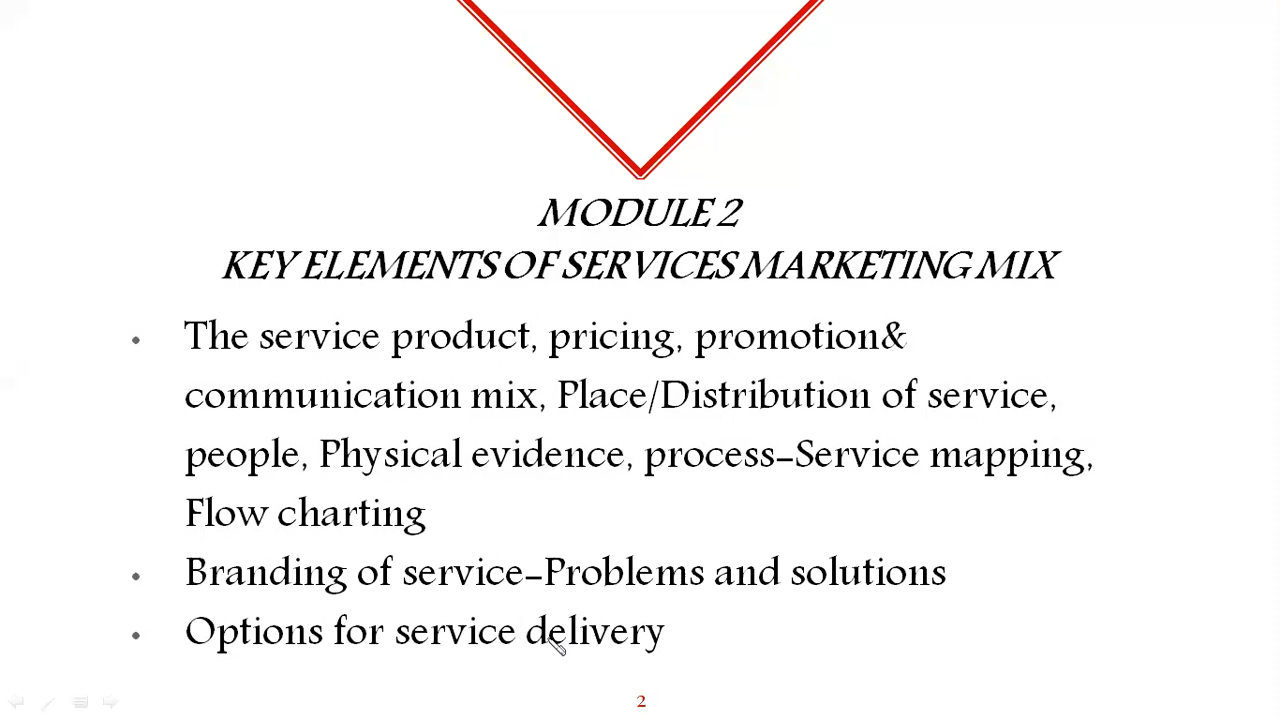 MODULE 2
KEY ELEMENTS OF SERVICES MARKETING MIX
• The service product, pricing, promotion&
communication mix, Place/Distribution of service,
people, Physical evidence, process-Service mapping,
Flow charting
• Branding of service-Problems and solutions
• Options for service delivery
2